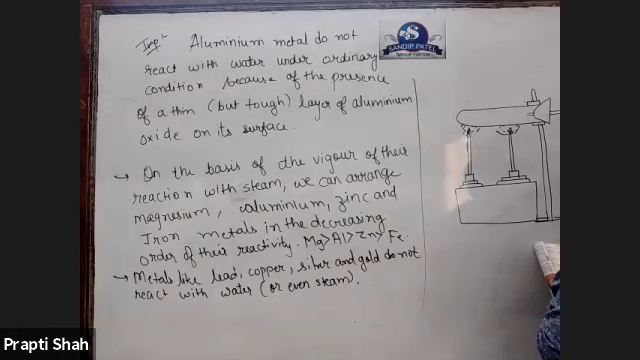 Imp
Aluminium metal do not
react with water under ordinary
condition because of the presence
of a thin (but tough) layer of aluminium
oxide on its surface.
→ On the basis of the vigour of their
reaction with steam, we can arrange
magnesium, aluminium, zinc and
Iron metals in the decreasing
order of their reactivity. Mg>Al>Zn>Fe.
→ Metals like lead, copper, silver and gold do not
react with water (or even steam).
SANDIP PATEL
Prapti Shah